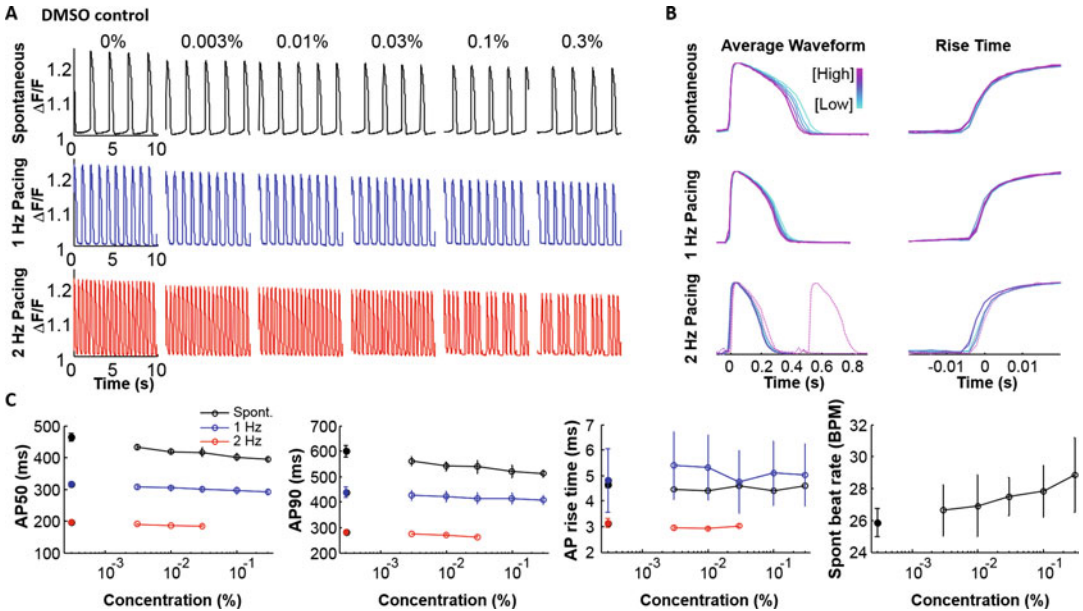 A DMSO control
0% 0.003% 0.01% 0.03% 0.1% 0.3%
Spontaneous
ΔF/F
1.2
1.1
1
0 5 10
1 Hz Pacing
ΔF/F
1.2
1.1
1
0 5 10
2 Hz Pacing
ΔF/F
1.2
1.1
1
0 5 10
Time (s)
B
Average Waveform Rise Time
Spontaneous
[High]
[Low]
1 Hz Pacing
2 Hz Pacing
0 0.2 0.4 0.6 0.8
Time (s)
-0.01 0 0.01
Time (s)
C
AP50 (ms)
500
400
300
200
100
Spont.
1 Hz
2 Hz
10-3 10-2 10-1
Concentration (%)
AP90 (ms)
700
600
500
400
300
200
10-3 10-2 10-1
Concentration (%)
AP rise time (ms)
7
6
5
4
3
2
10-3 10-2 10-1
Concentration (%)
Spont beat rate (BPM)
32
30
28
26
24
10-3 10-2 10-1
Concentration (%)